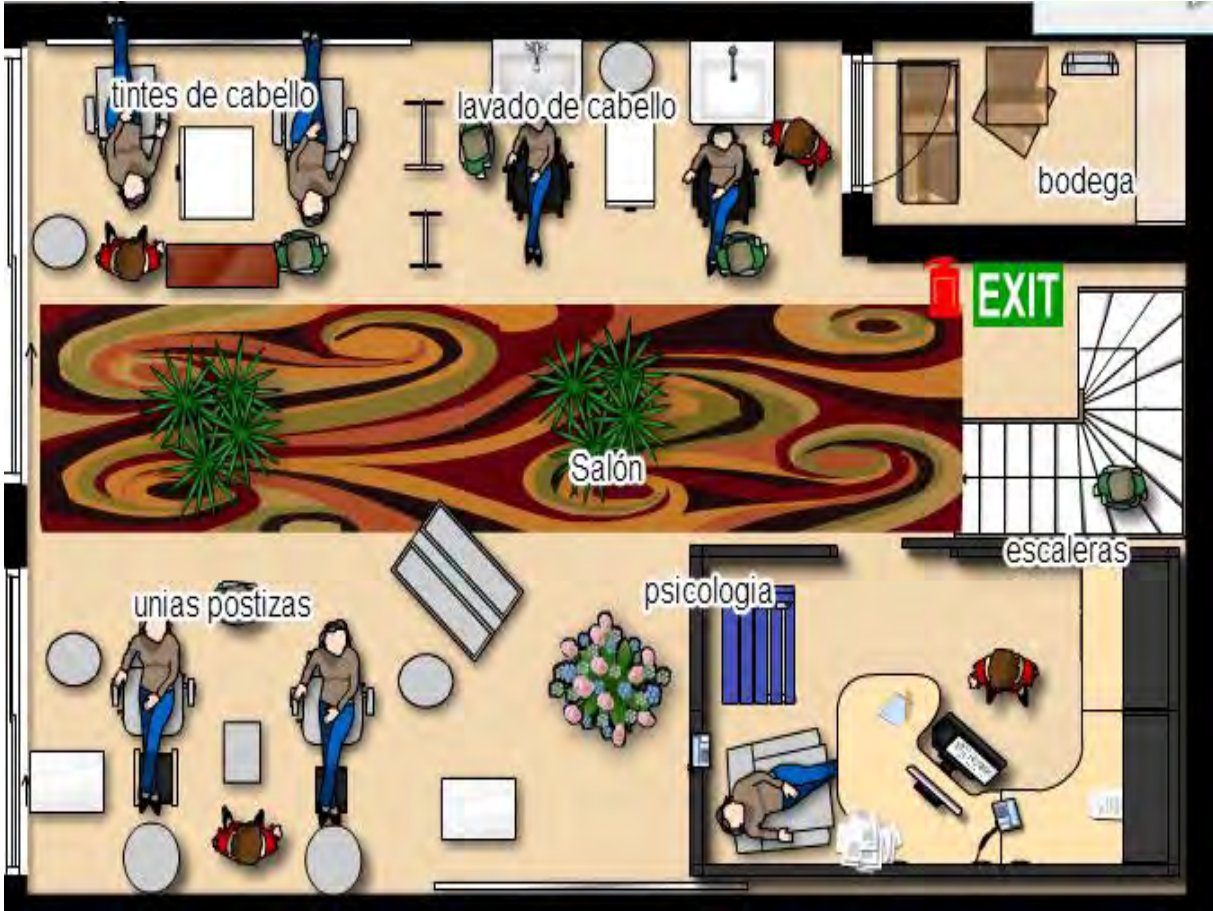 tintes de cabello
lavado de cabello
bodega
EXIT
Salón
escaleras
unias postizas
psicologia